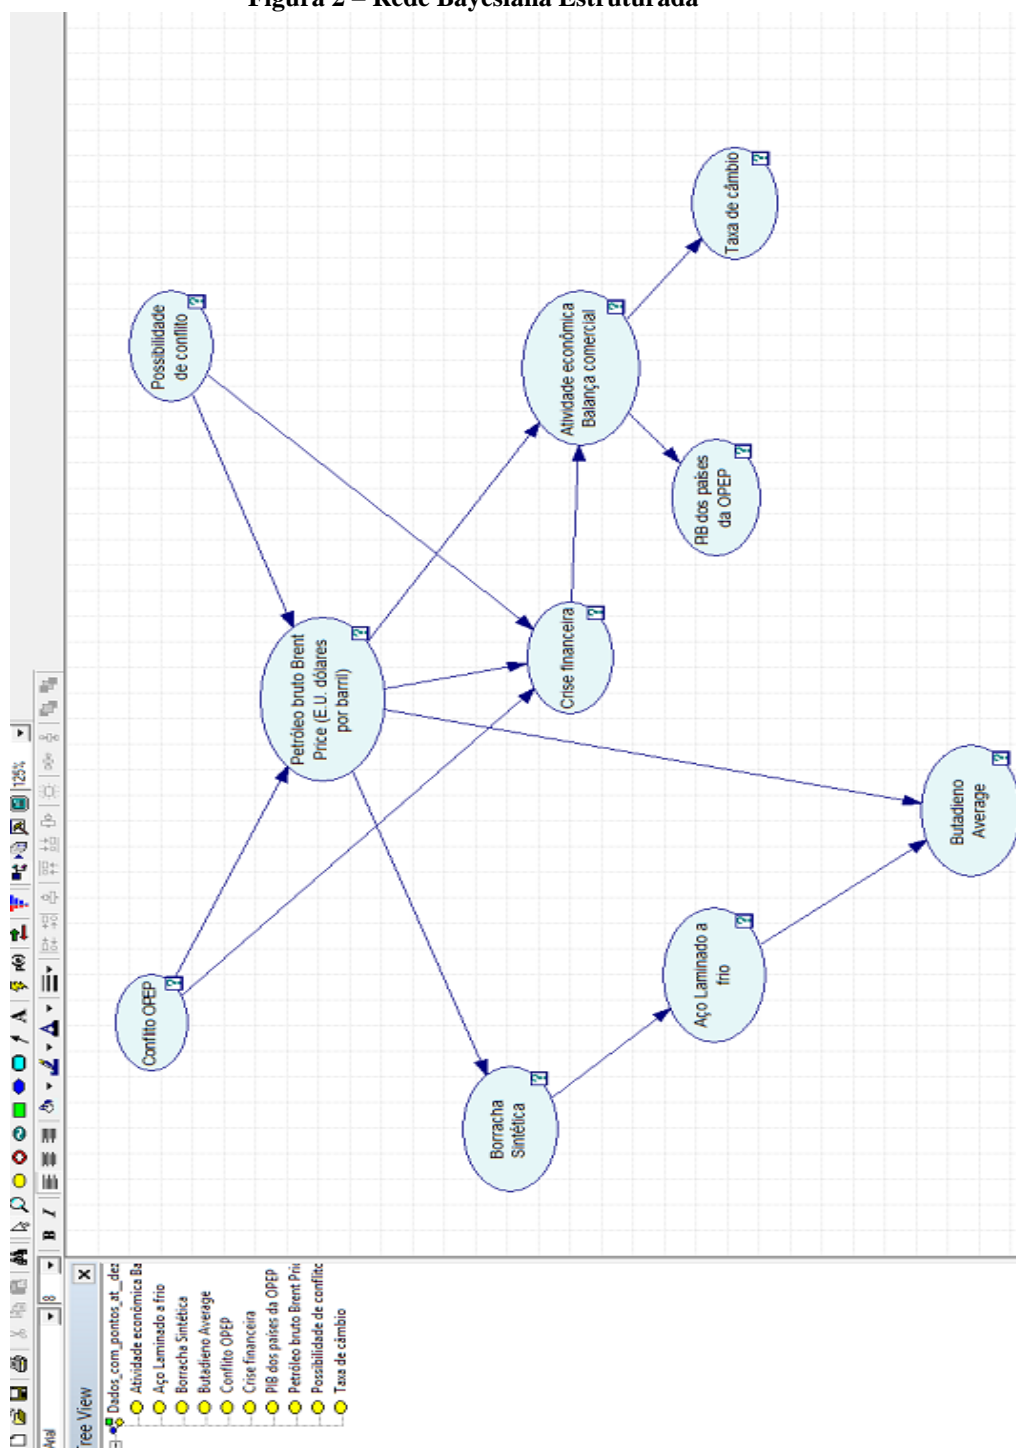 Figura 2 – Rede Bayesiana Estruturada
125%
A
Arial
8
B I
A
Tree View
Dados_com_pontos_at_dez
Atividade econômica Ba
Aço Laminado a frio
Borracha Sintética
Butadieno Average
Conflito OPEP
Crise financeira
PIB dos países da OPEP
Petróleo bruto Brent Pric
Possibilidade de conflito
Taxa de câmbio
Conflito OPEP
Possibilidade
de conflito
Petróleo bruto Brent
Price (E.U. dólares
por barril)
Borracha
Sintética
Crise financeira
Atividade econômica
Balança comercial
Taxa de câmbio
PIB dos países
da OPEP
Aço Laminado a
frio
Butadieno
Average